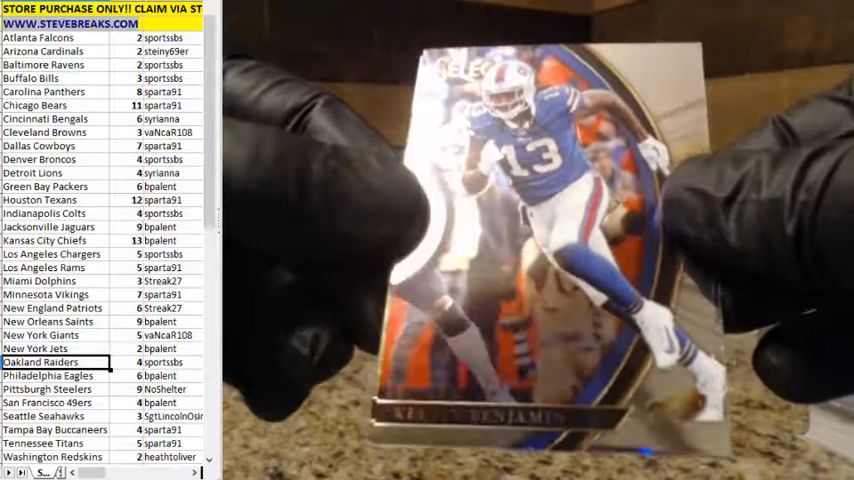 STORE PURCHASE ONLY!! CLAIM VIA ST
WWW.STEVEBREAKS.COM
Atlanta Falcons 2 sportssbs
Arizona Cardinals 2 steiny69er
Baltimore Ravens 2 sportssbs
Buffalo Bills 3 sportssbs
Carolina Panthers 8 sparta91
Chicago Bears 11 sparta91
Cincinnati Bengals 6 syrianna
Cleveland Browns 3 vaNcaR108
Dallas Cowboys 7 sparta91
Denver Broncos 4 sportssbs
Detroit Lions 4 syrianna
Green Bay Packers 6 bpalent
Houston Texans 12 sparta91
Indianapolis Colts 4 sportssbs
Jacksonville Jaguars 9 bpalent
Kansas City Chiefs 13 bpalent
Los Angeles Chargers 5 sportssbs
Los Angeles Rams 5 sparta91
Miami Dolphins 3 Streak27
Minnesota Vikings 7 sparta91
New England Patriots 6 Streak27
New Orleans Saints 9 bpalent
New York Giants 5 vaNcaR108
New York Jets 2 bpalent
Oakland Raiders 4 sportssbs
Philadelphia Eagles 6 bpalent
Pittsburgh Steelers 9 NoShelter
San Francisco 49ers 4 bpalent
Seattle Seahawks 3 SgtLincolnOsir
Tampa Bay Buccaneers 4 sparta91
Tennessee Titans 5 sparta91
Washington Redskins 2 heathtoliver
S...
SELECT
13
BENJAMIN